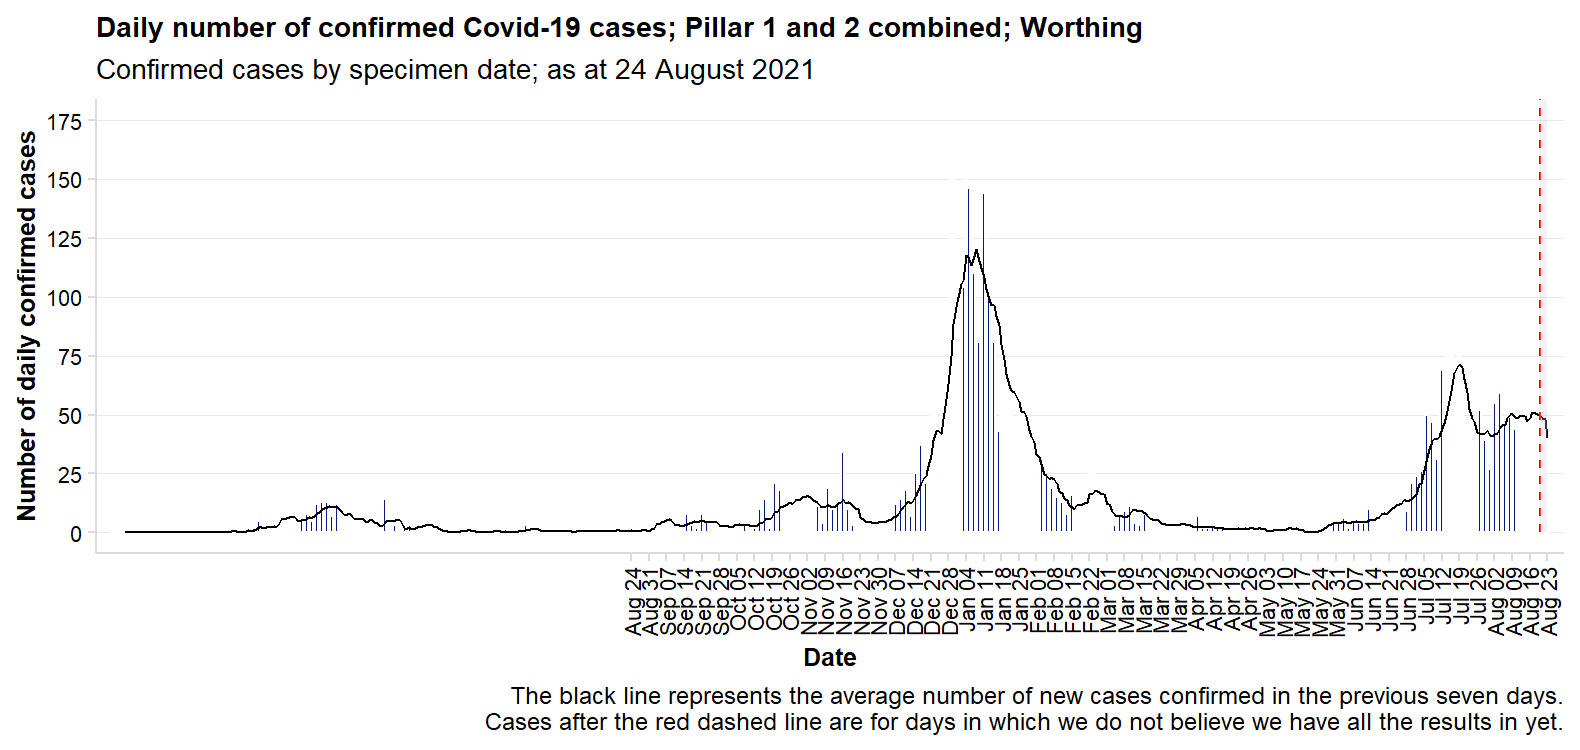 Daily number of confirmed Covid-19 cases; Pillar 1 and 2 combined; Worthing
Confirmed cases by specimen date; as at 24 August 2021
Number of daily confirmed cases
175
150
125
100
75
50
25
0
Aug 24
Aug 31
Sep 07
Sep 14
Sep 21
Sep 28
Oct 05
Oct 12
Oct 19
Oct 26
Nov 02
Nov 09
Nov 16
Nov 23
Nov 30
Dec 07
Dec 14
Dec 21
Dec 28
Jan 04
Jan 11
Jan 18
Jan 25
Feb 01
Feb 08
Feb 15
Feb 22
Mar 01
Mar 08
Mar 15
Mar 22
Mar 29
Apr 05
Apr 12
Apr 19
Apr 26
May 03
May 10
May 17
May 24
May 31
Jun 07
Jun 14
Jun 21
Jun 28
Jul 05
Jul 12
Jul 19
Jul 26
Aug 02
Aug 09
Aug 16
Aug 23
Date
The black line represents the average number of new cases confirmed in the previous seven days.
Cases after the red dashed line are for days in which we do not believe we have all the results in yet.